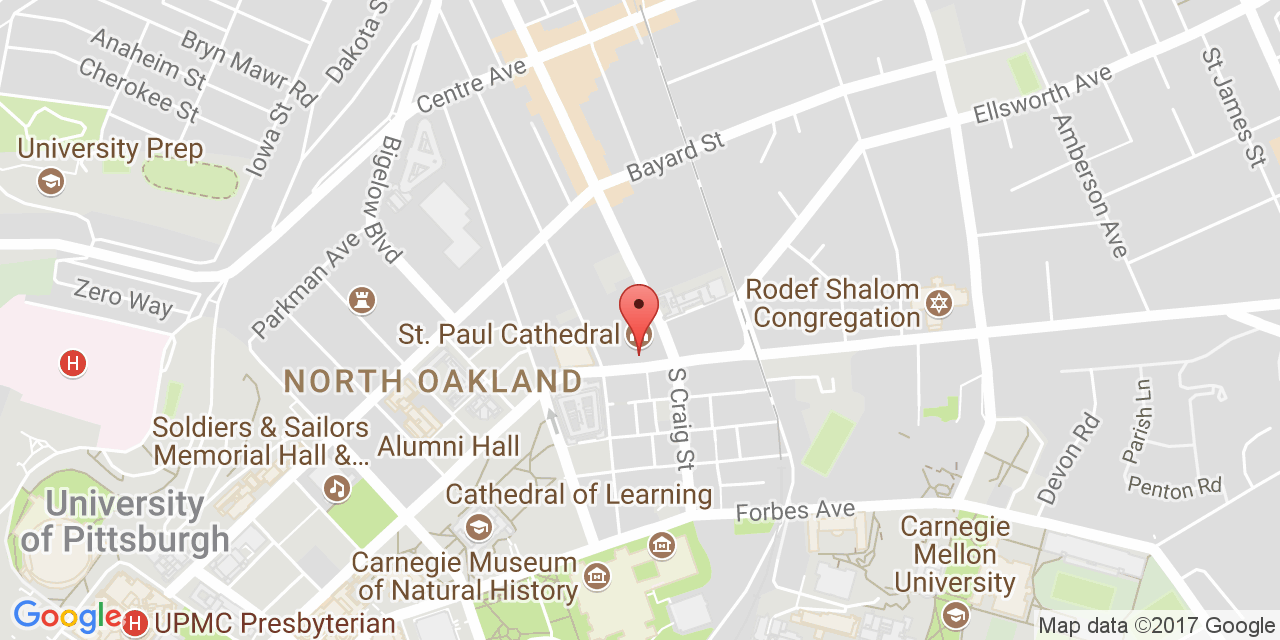 Dakota S
Bryn Mawr Rd
Anaheim St
Cherokee St
Centre Ave
Iowa St
Ellsworth Ave
St James St
University Prep
Bayard St
Bigelow Blvd
Amberson Ave
Parkman Ave
Zero Way
Rodef Shalom
Congregation
H
St. Paul Cathedral
NORTH OAKLAND
S Craig St
Soldiers & Sailors
Memorial Hall &...
Alumni Hall
Parish Ln
Devon Rd
Penton Rd
Cathedral of Learning
University
of Pittsburgh
Forbes Ave
Carnegie
Mellon
University
Carnegie Museum
of Natural History
Google
H
UPMC Presbyterian
Map data ©2017 Google